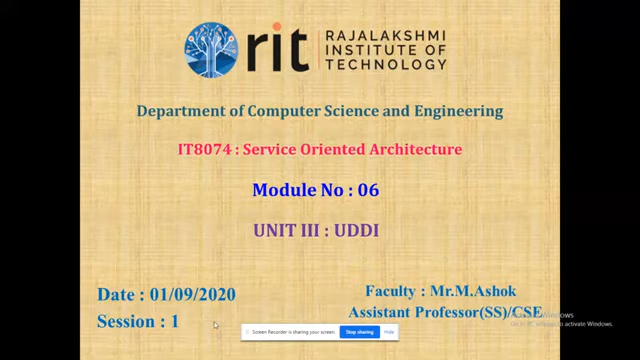 rit
RAJALAKSHMI
INSTITUTE OF
TECHNOLOGY
Department of Computer Science and Engineering
IT8074 : Service Oriented Architecture
Module No : 06
UNIT III : UDDI
Date : 01/09/2020
Session : 1
Faculty : Mr.M.Ashok
Assistant Professor(SS)/CSE
Screen Recorder is sharing your screen.
Stop sharing
Hide